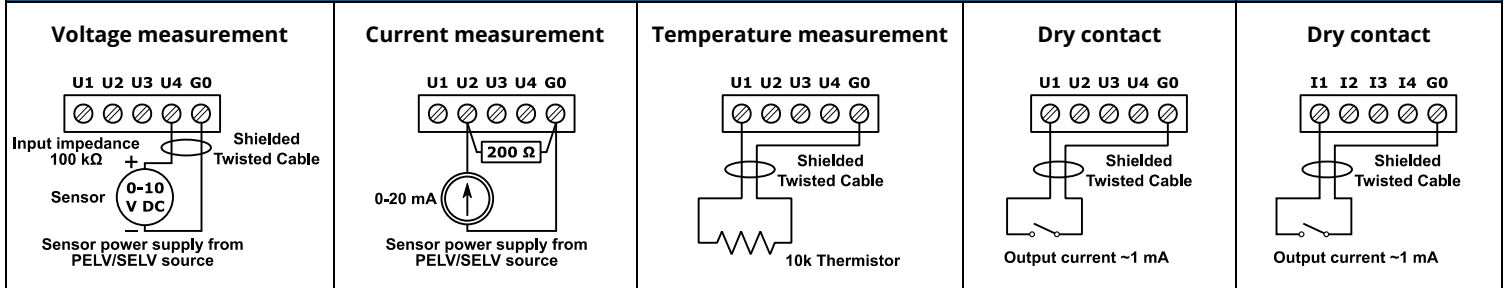 Voltage measurement
U1 U2 U3 U4 G0
Input impedance
100 kΩ
Shielded
Twisted Cable
+
Sensor
0-10
V DC
–
Sensor power supply from
PELV/SELV source
Current measurement
U1 U2 U3 U4 G0
200 Ω
0-20 mA
Sensor power supply from
PELV/SELV source
Temperature measurement
U1 U2 U3 U4 G0
Shielded
Twisted Cable
10k Thermistor
Dry contact
U1 U2 U3 U4 G0
Shielded
Twisted Cable
Output current ~1 mA
Dry contact
I1 I2 I3 I4 G0
Shielded
Twisted Cable
Output current ~1 mA